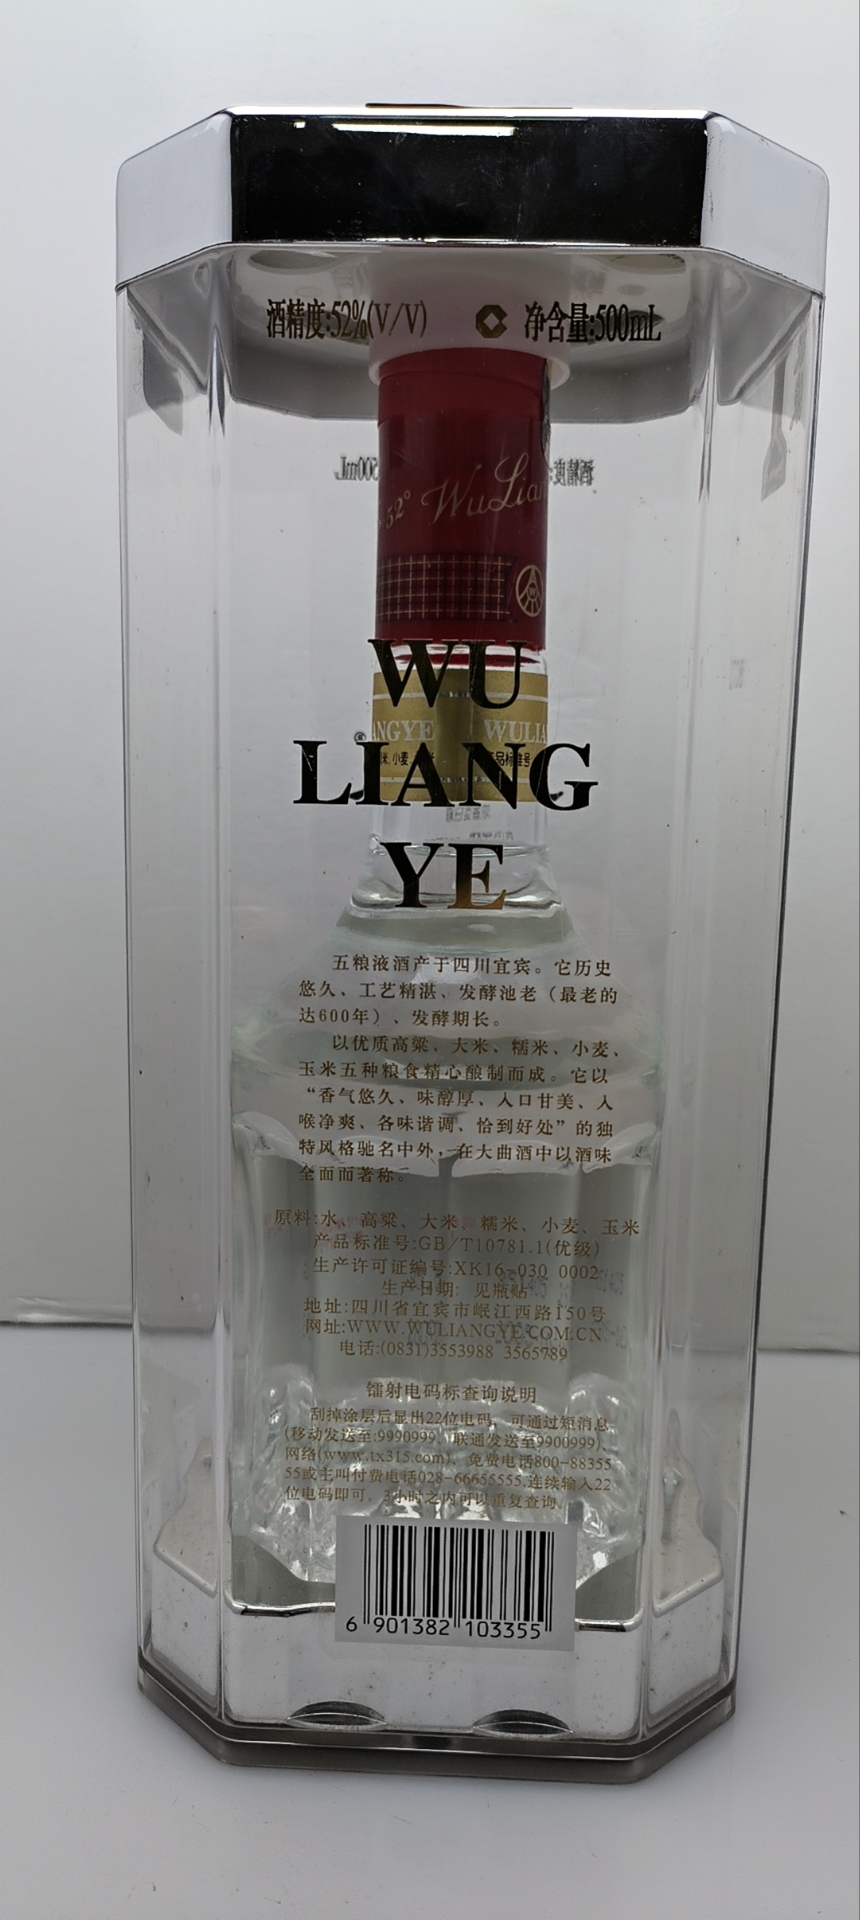 酒精度:52%(V/V) 净含量:500mL
52° WuLian
WU
ANGYE WULIA
LIANG
米、小麦、
产品标准号
YE
五粮液酒产于四川宜宾。它历史
悠久、工艺精湛、发酵池老（最老的
达600年）、发酵期长。
以优质高粱、大米、糯米、小麦、
玉米五种粮食精心酿制而成。它以
“香气悠久、味醇厚、入口甘美、入
喉净爽、各味谐调、恰到好处”的独
特风格驰名中外，在大曲酒中以酒味
全面而著称。
原料:水、高粱、大米、糯米、小麦、玉米
产品标准号:GB/T10781.1(优级)
生产许可证编号:XK16-030 0002
生产日期: 见瓶贴
地址:四川省宜宾市岷江西路150号
网址:WWW.WULIANGYE.COM.CN
电话:(0831)3553988 3565789
镭射电码标查询说明
刮掉涂层后显出22位电码, 可通过短消息
(移动发送至:9990999、联通发送至9900999)、
网络(www.tx315.com)、免费电话800-88355
55或主叫付费电话028-66655555.连续输入22
位电码即可, 3小时之内可以重复查询。
6 901382 103355